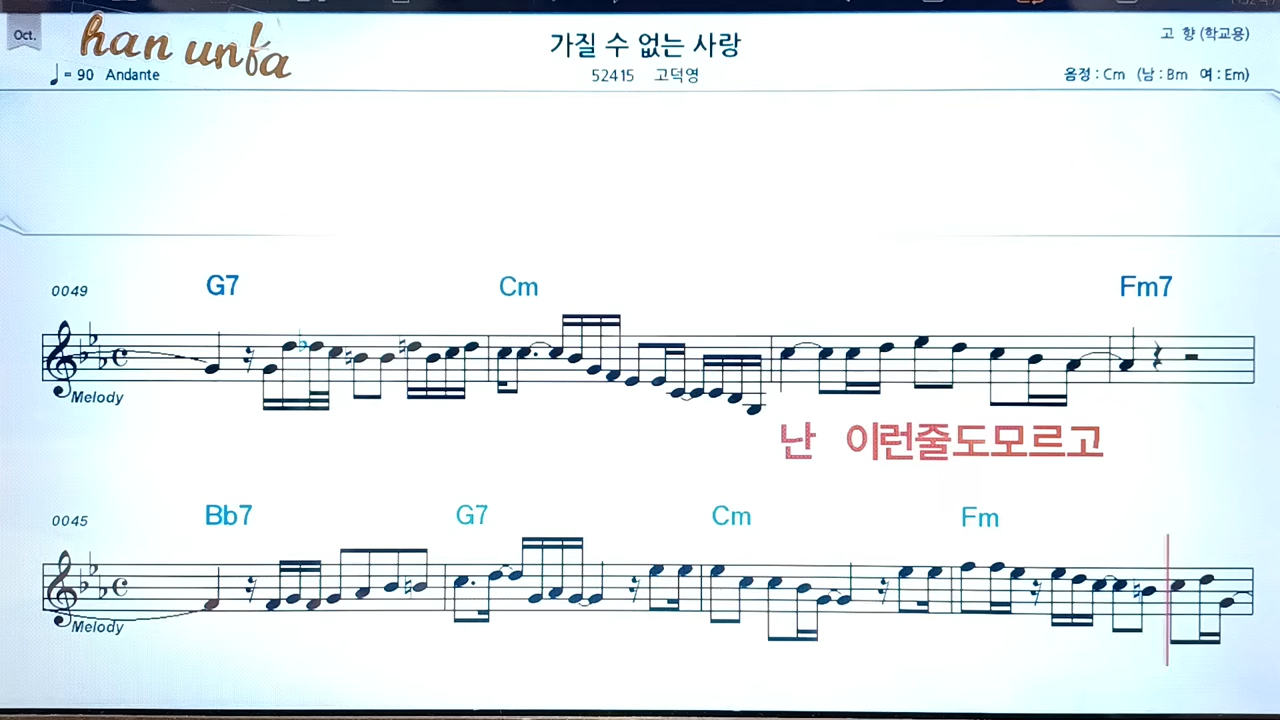 Oct.
han unfa
가질 수 없는 사랑
고 향 (학교용)
♩ = 90 Andante
52415 고덕영
음정 : Cm (남 : Bm 여 : Em)
G7 Cm Fm7
0049
Melody
난 이런줄도모르고
Bb7 G7 Cm Fm
0045
Melody